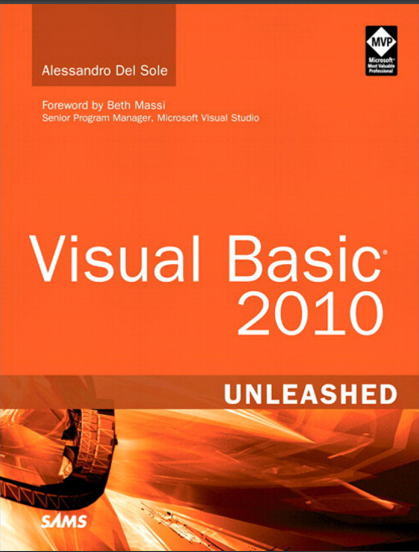 Alessandro Del Sole
MVP
Microsoft®
Most Valuable
Professional
Foreword by Beth Massi
Senior Program Manager, Microsoft Visual Studio
Visual Basic®
2010
UNLEASHED
SAMS